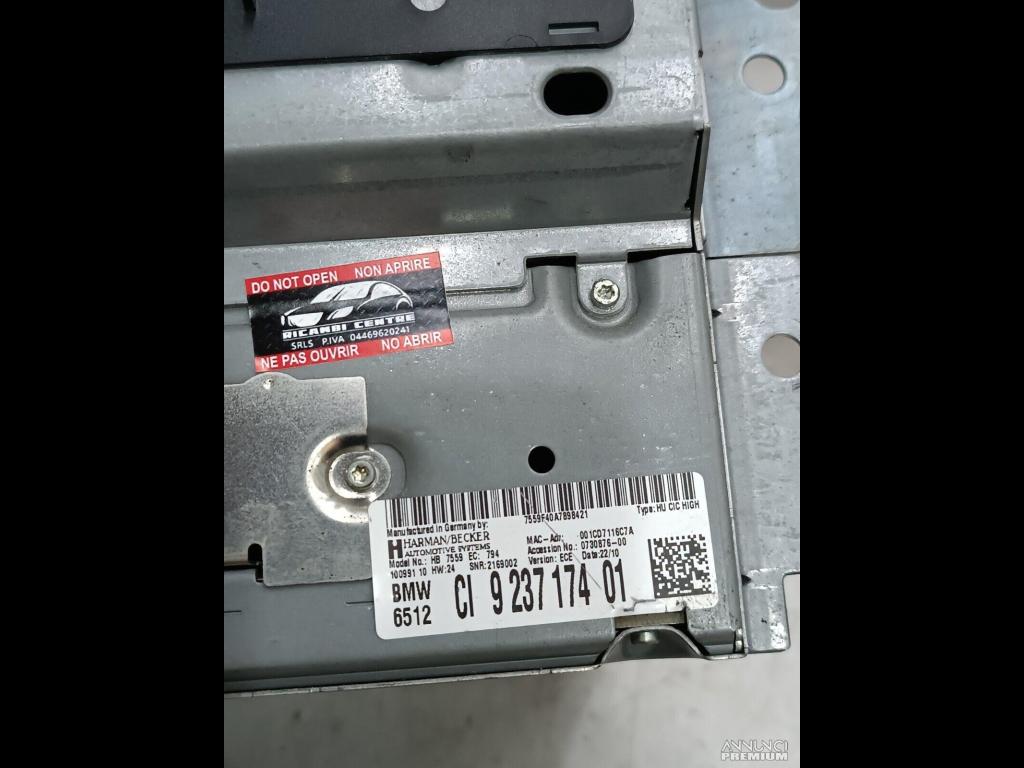 DO NOT OPEN NON APRIRE
RICAMBI CENTRE
SRLS P.IVA 04469620241
NE PAS OUVRIR NO ABRIR
Manufactured in Germany by: 7559F40A7898421 Type: HU CIC HIGH
HARMAN/BECKER MAC-Adr: 001CD7116C7A
AUTOMOTIVE SYSTEMS Accession No.: 0730876-00
Model No.: HB 7559 EC: 794 Version: ECE Date: 22/10
10099110 HW:24 SNR:2169002
BMW
6512 CI 9 237 174 01
ANNUNCI
PREMIUM